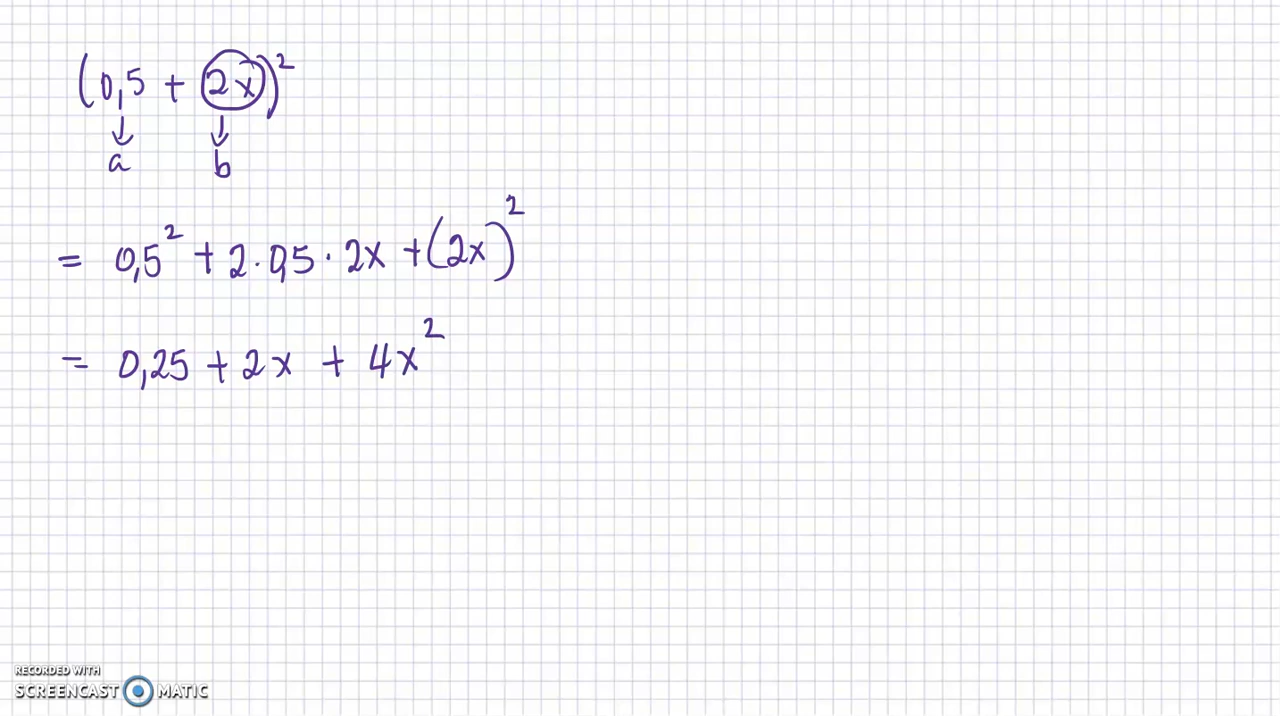 (0,5 + 2x)²
↓ ↓
a b
= 0,5² + 2·0,5·2x + (2x)²
= 0,25 + 2x + 4x²
RECORDED WITH
SCREENCAST MATIC